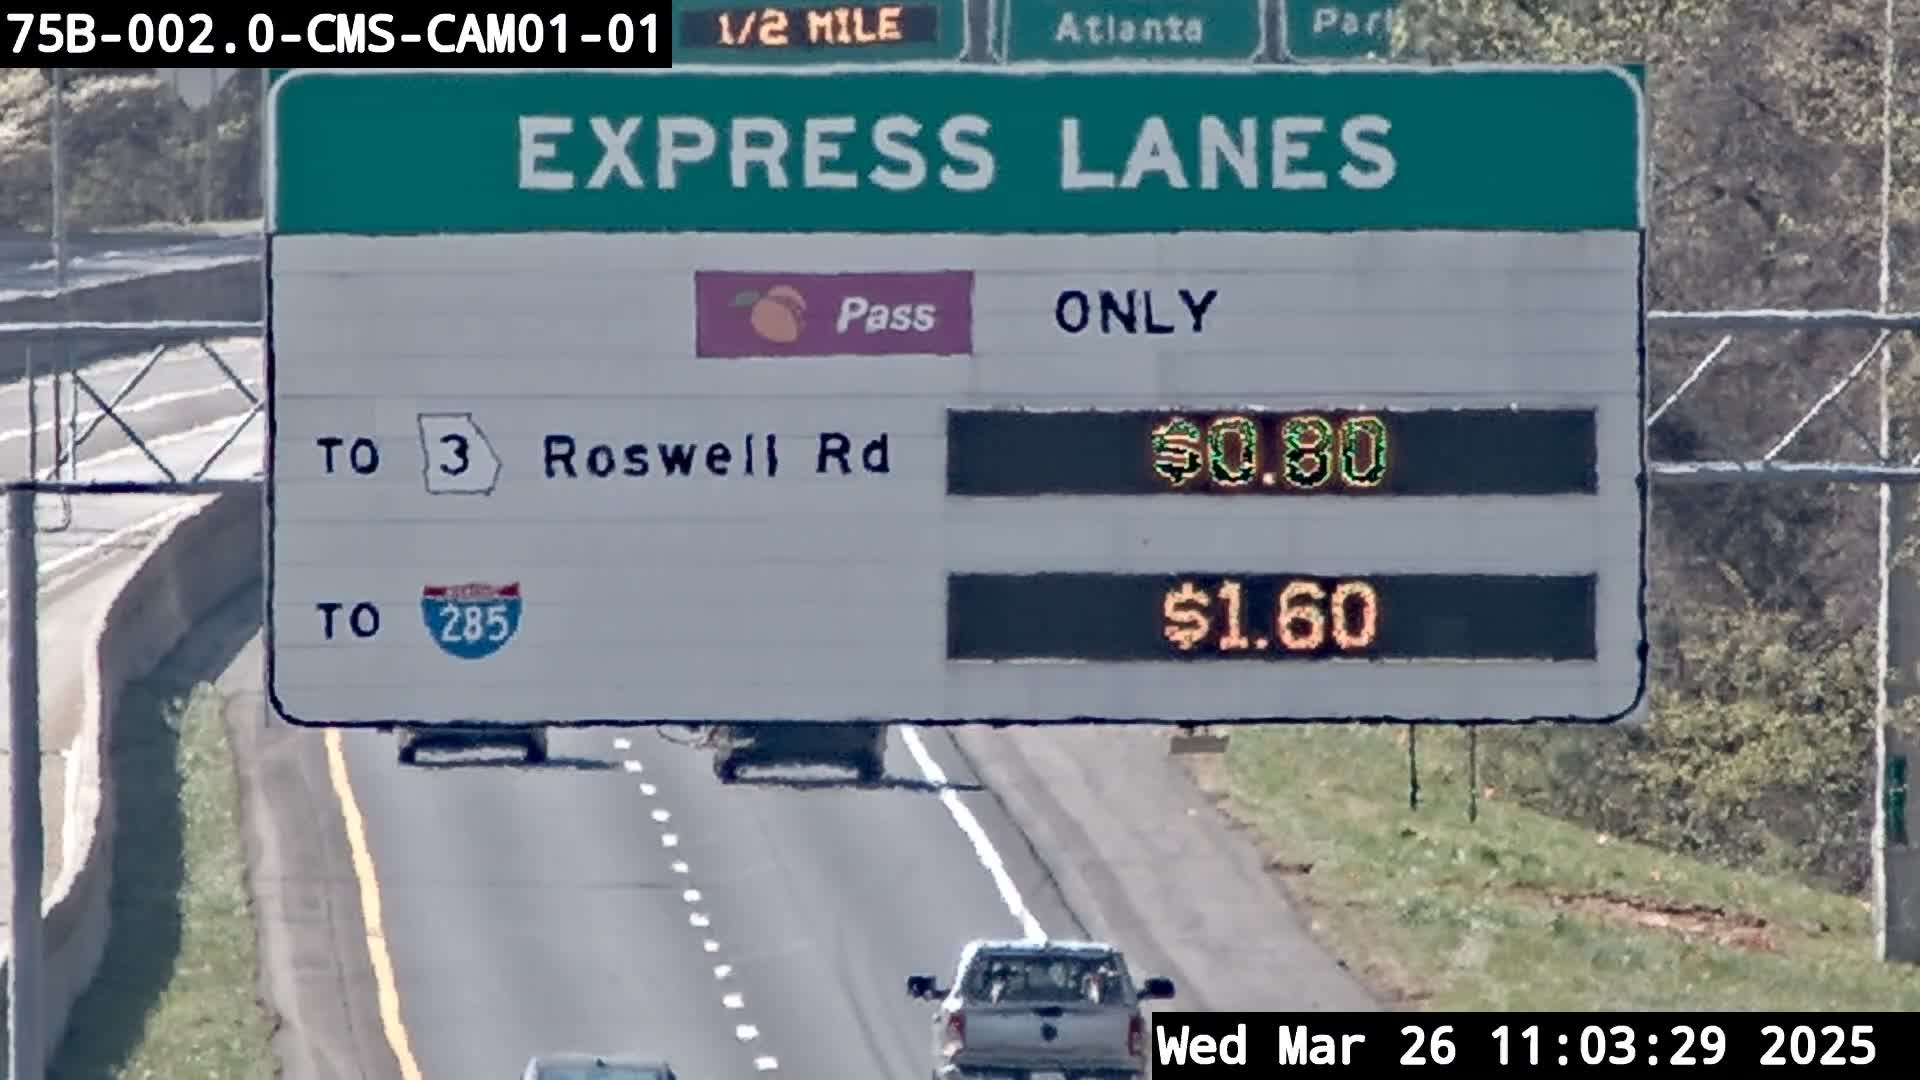 75B-002.0-CMS-CAM01-01
1/2 MILE
Atlanta
EXPRESS LANES
Pass ONLY
TO 3 Roswell Rd $0.80
TO 285 $1.60
Wed Mar 26 11:03:29 2025